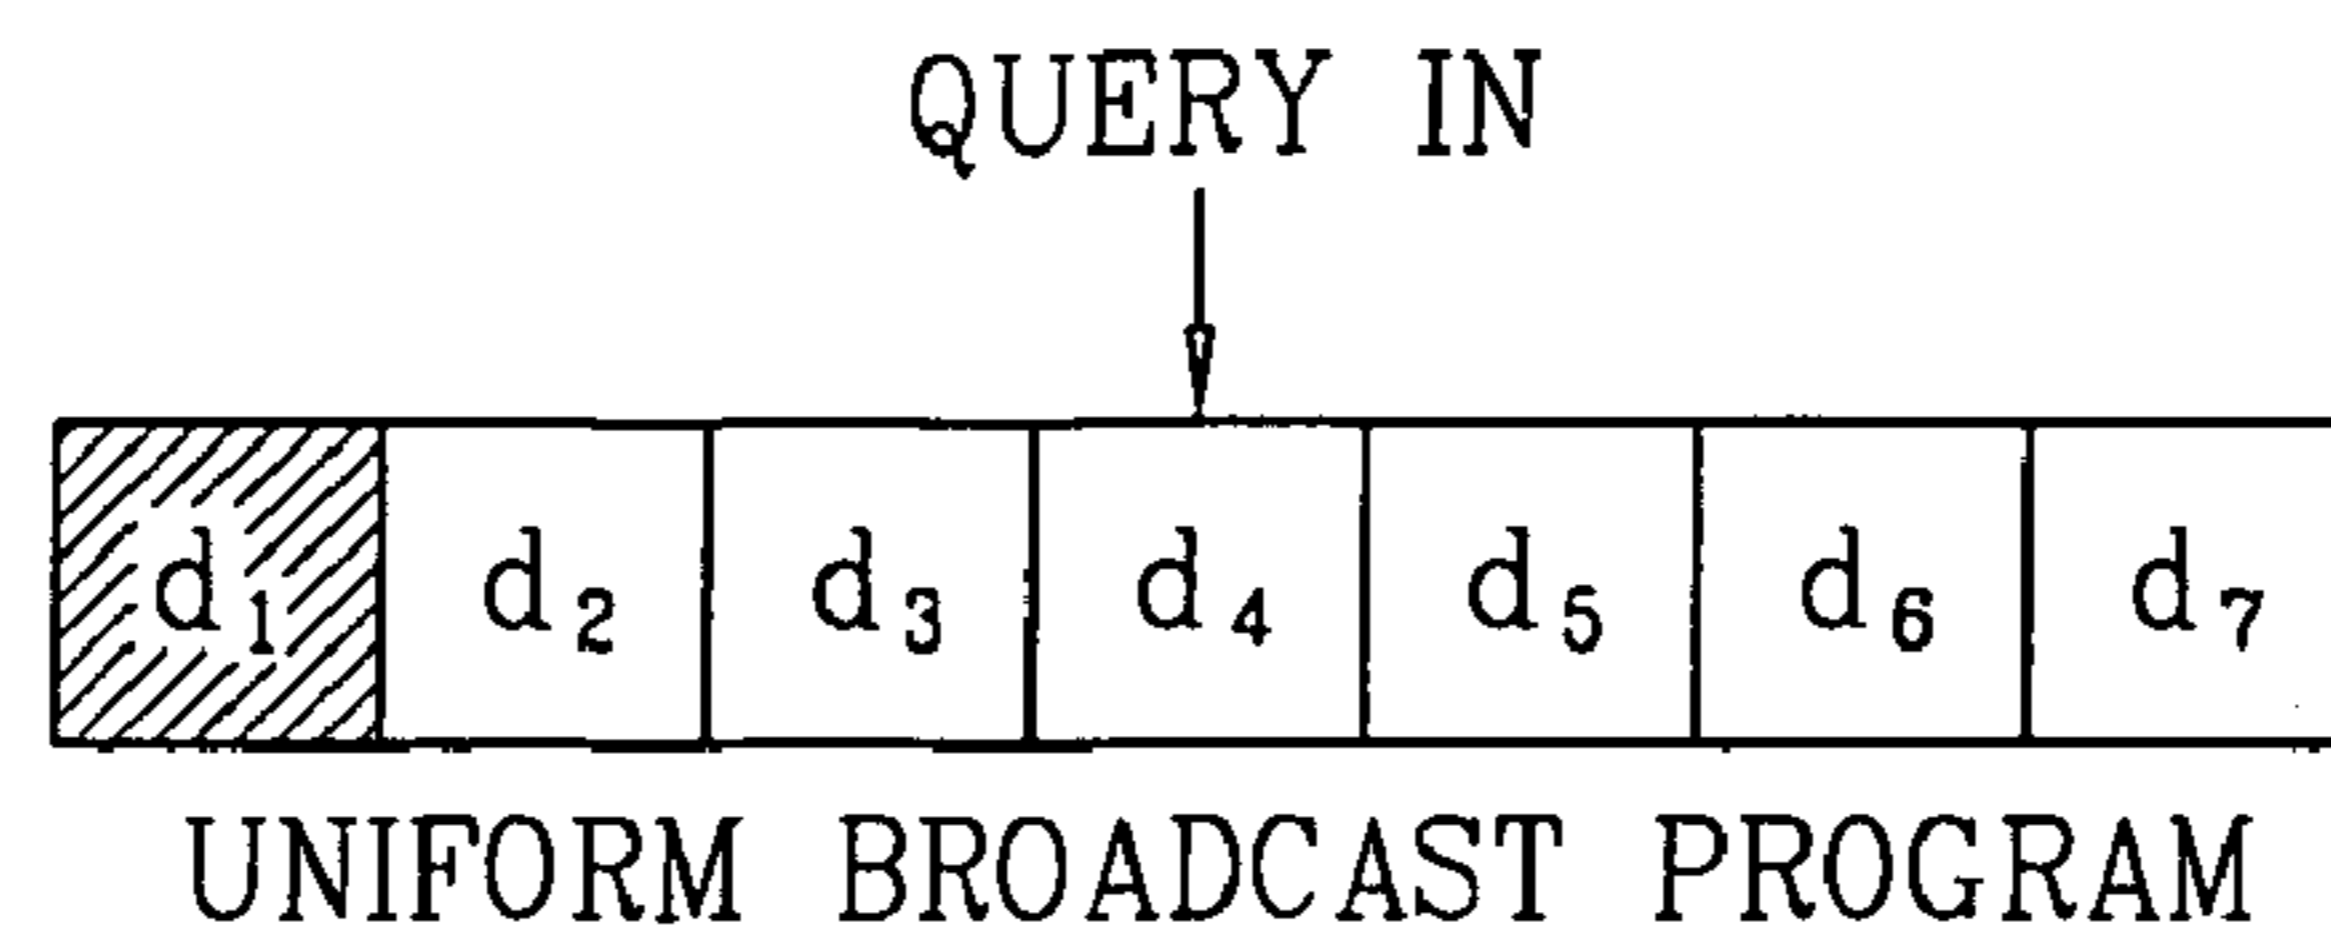 QUERY IN
d1 d2 d3 d4 d5 d6 d7
UNIFORM BROADCAST PROGRAM